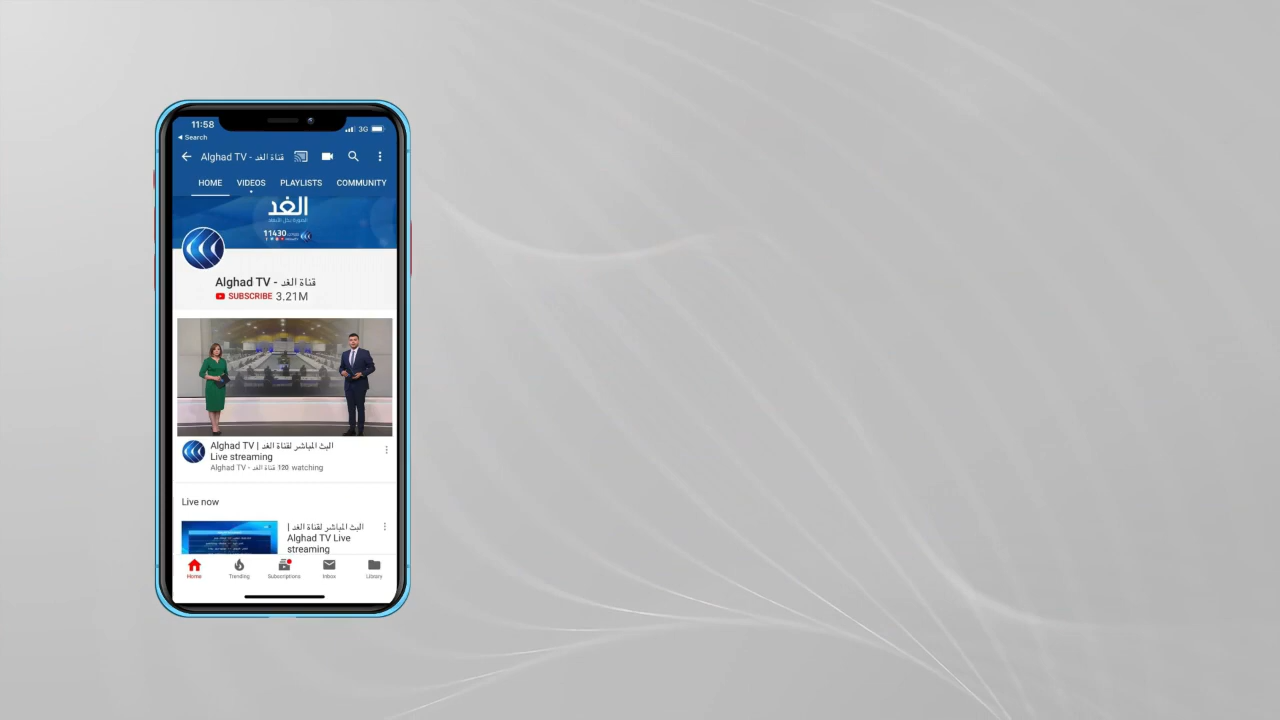 11:58
3G
Search
Alghad TV - قناة الغد
HOME VIDEOS PLAYLISTS COMMUNITY
الغد
11430
Alghad TV - قناة الغد
SUBSCRIBE 3.21M
Alghad TV | البث المباشر لقناة الغد
Live streaming
Alghad TV - قناة الغد 120 watching
Live now
البث المباشر لقناة الغد |
Alghad TV Live
streaming
Home Trending Subscriptions Inbox Library